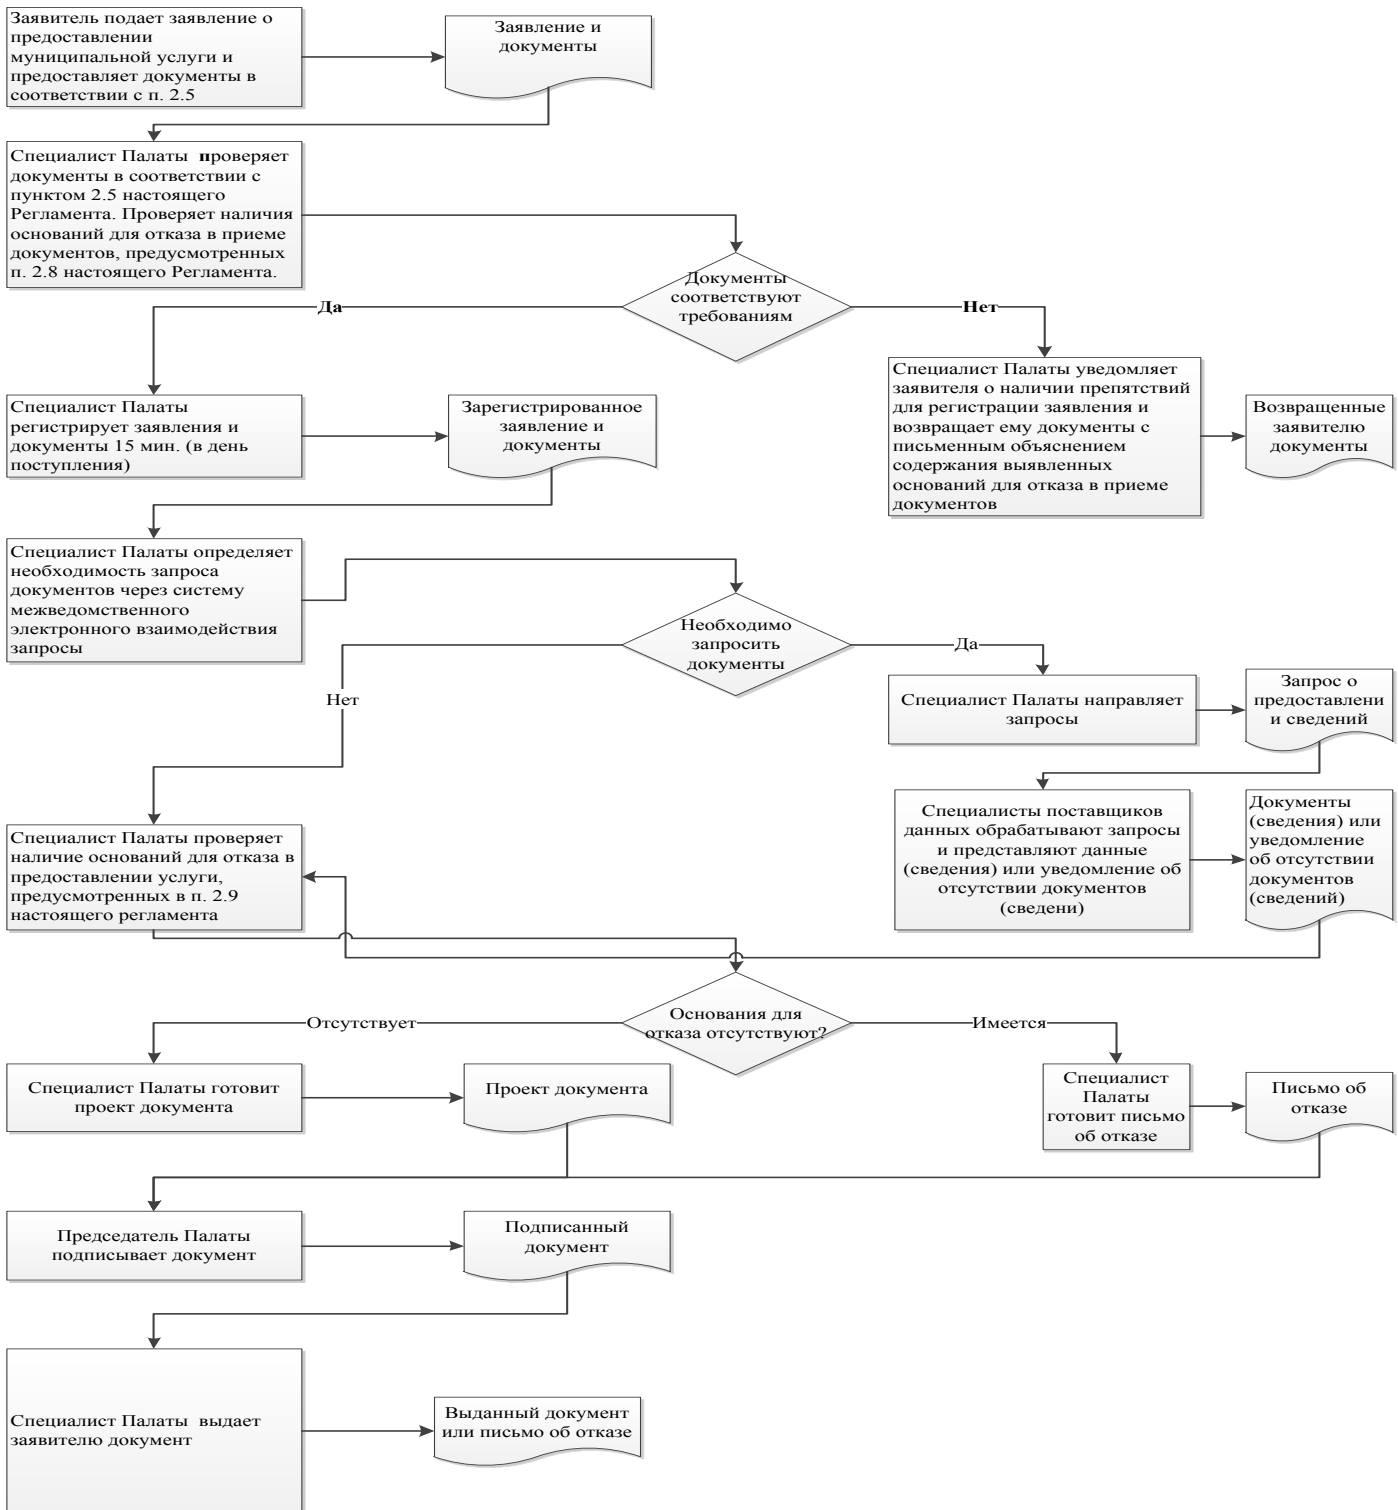 Заявитель подает заявление о
предоставлении
муниципальной услуги и
предоставляет документы в
соответствии с п. 2.5
Заявление и
документы
Специалист Палаты  проверяет
документы в соответствии с
пунктом 2.5 настоящего
Регламента. Проверяет наличия
оснований для отказа в приеме
документов, предусмотренных
п. 2.8 настоящего Регламента.
Документы
соответствуют
требованиям
Да
Нет
Специалист Палаты
регистрирует заявления и
документы 15 мин. (в день
поступления)
Зарегистрированное
заявление и
документы
Специалист Палаты уведомляет
заявителя о наличии препятствий
для регистрации заявления и
возвращает ему документы с
письменным объяснением
содержания выявленных
оснований для отказа в приеме
документов
Возвращенные
заявителю
документы
Специалист Палаты определяет
необходимость запроса
документов через систему
межведомственного
электронного взаимодействия
запросы
Необходимо
запросить
документы
Да
Нет
Специалист Палаты направляет
запросы
Запрос о
предоставлени
и сведений
Специалисты поставщиков
данных обрабатывают запросы
и представляют данные
(сведения) или уведомление об
отсутствии документов
(сведени)
Документы
(сведения) или
уведомление
об отсутствии
документов
(сведений)
Специалист Палаты проверяет
наличие оснований для отказа в
предоставлении услуги,
предусмотренных в п. 2.9
настоящего регламента
Основания для
отказа отсутствуют?
Отсутствует
Имеется
Специалист Палаты готовит
проект документа
Проект документа
Специалист
Палаты
готовит письмо
об отказе
Письмо об
отказе
Председатель Палаты
подписывает документ
Подписанный
документ
Специалист Палаты  выдает
заявителю документ
Выданный документ
или письмо об отказе